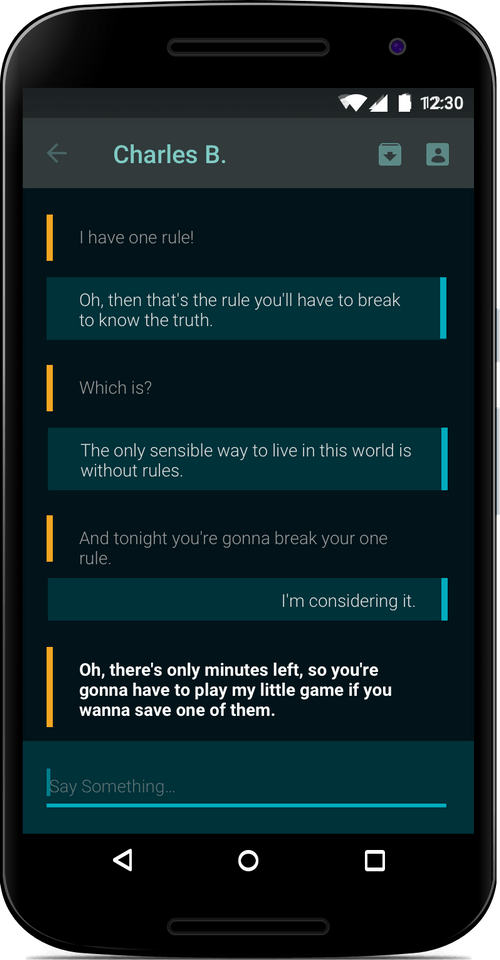 12:30
Charles B.
I have one rule!
Oh, then that's the rule you'll have to break
to know the truth.
Which is?
The only sensible way to live in this world is
without rules.
And tonight you're gonna break your one
rule.
I'm considering it.
Oh, there's only minutes left, so you're
gonna have to play my little game if you
wanna save one of them.
Say Something...